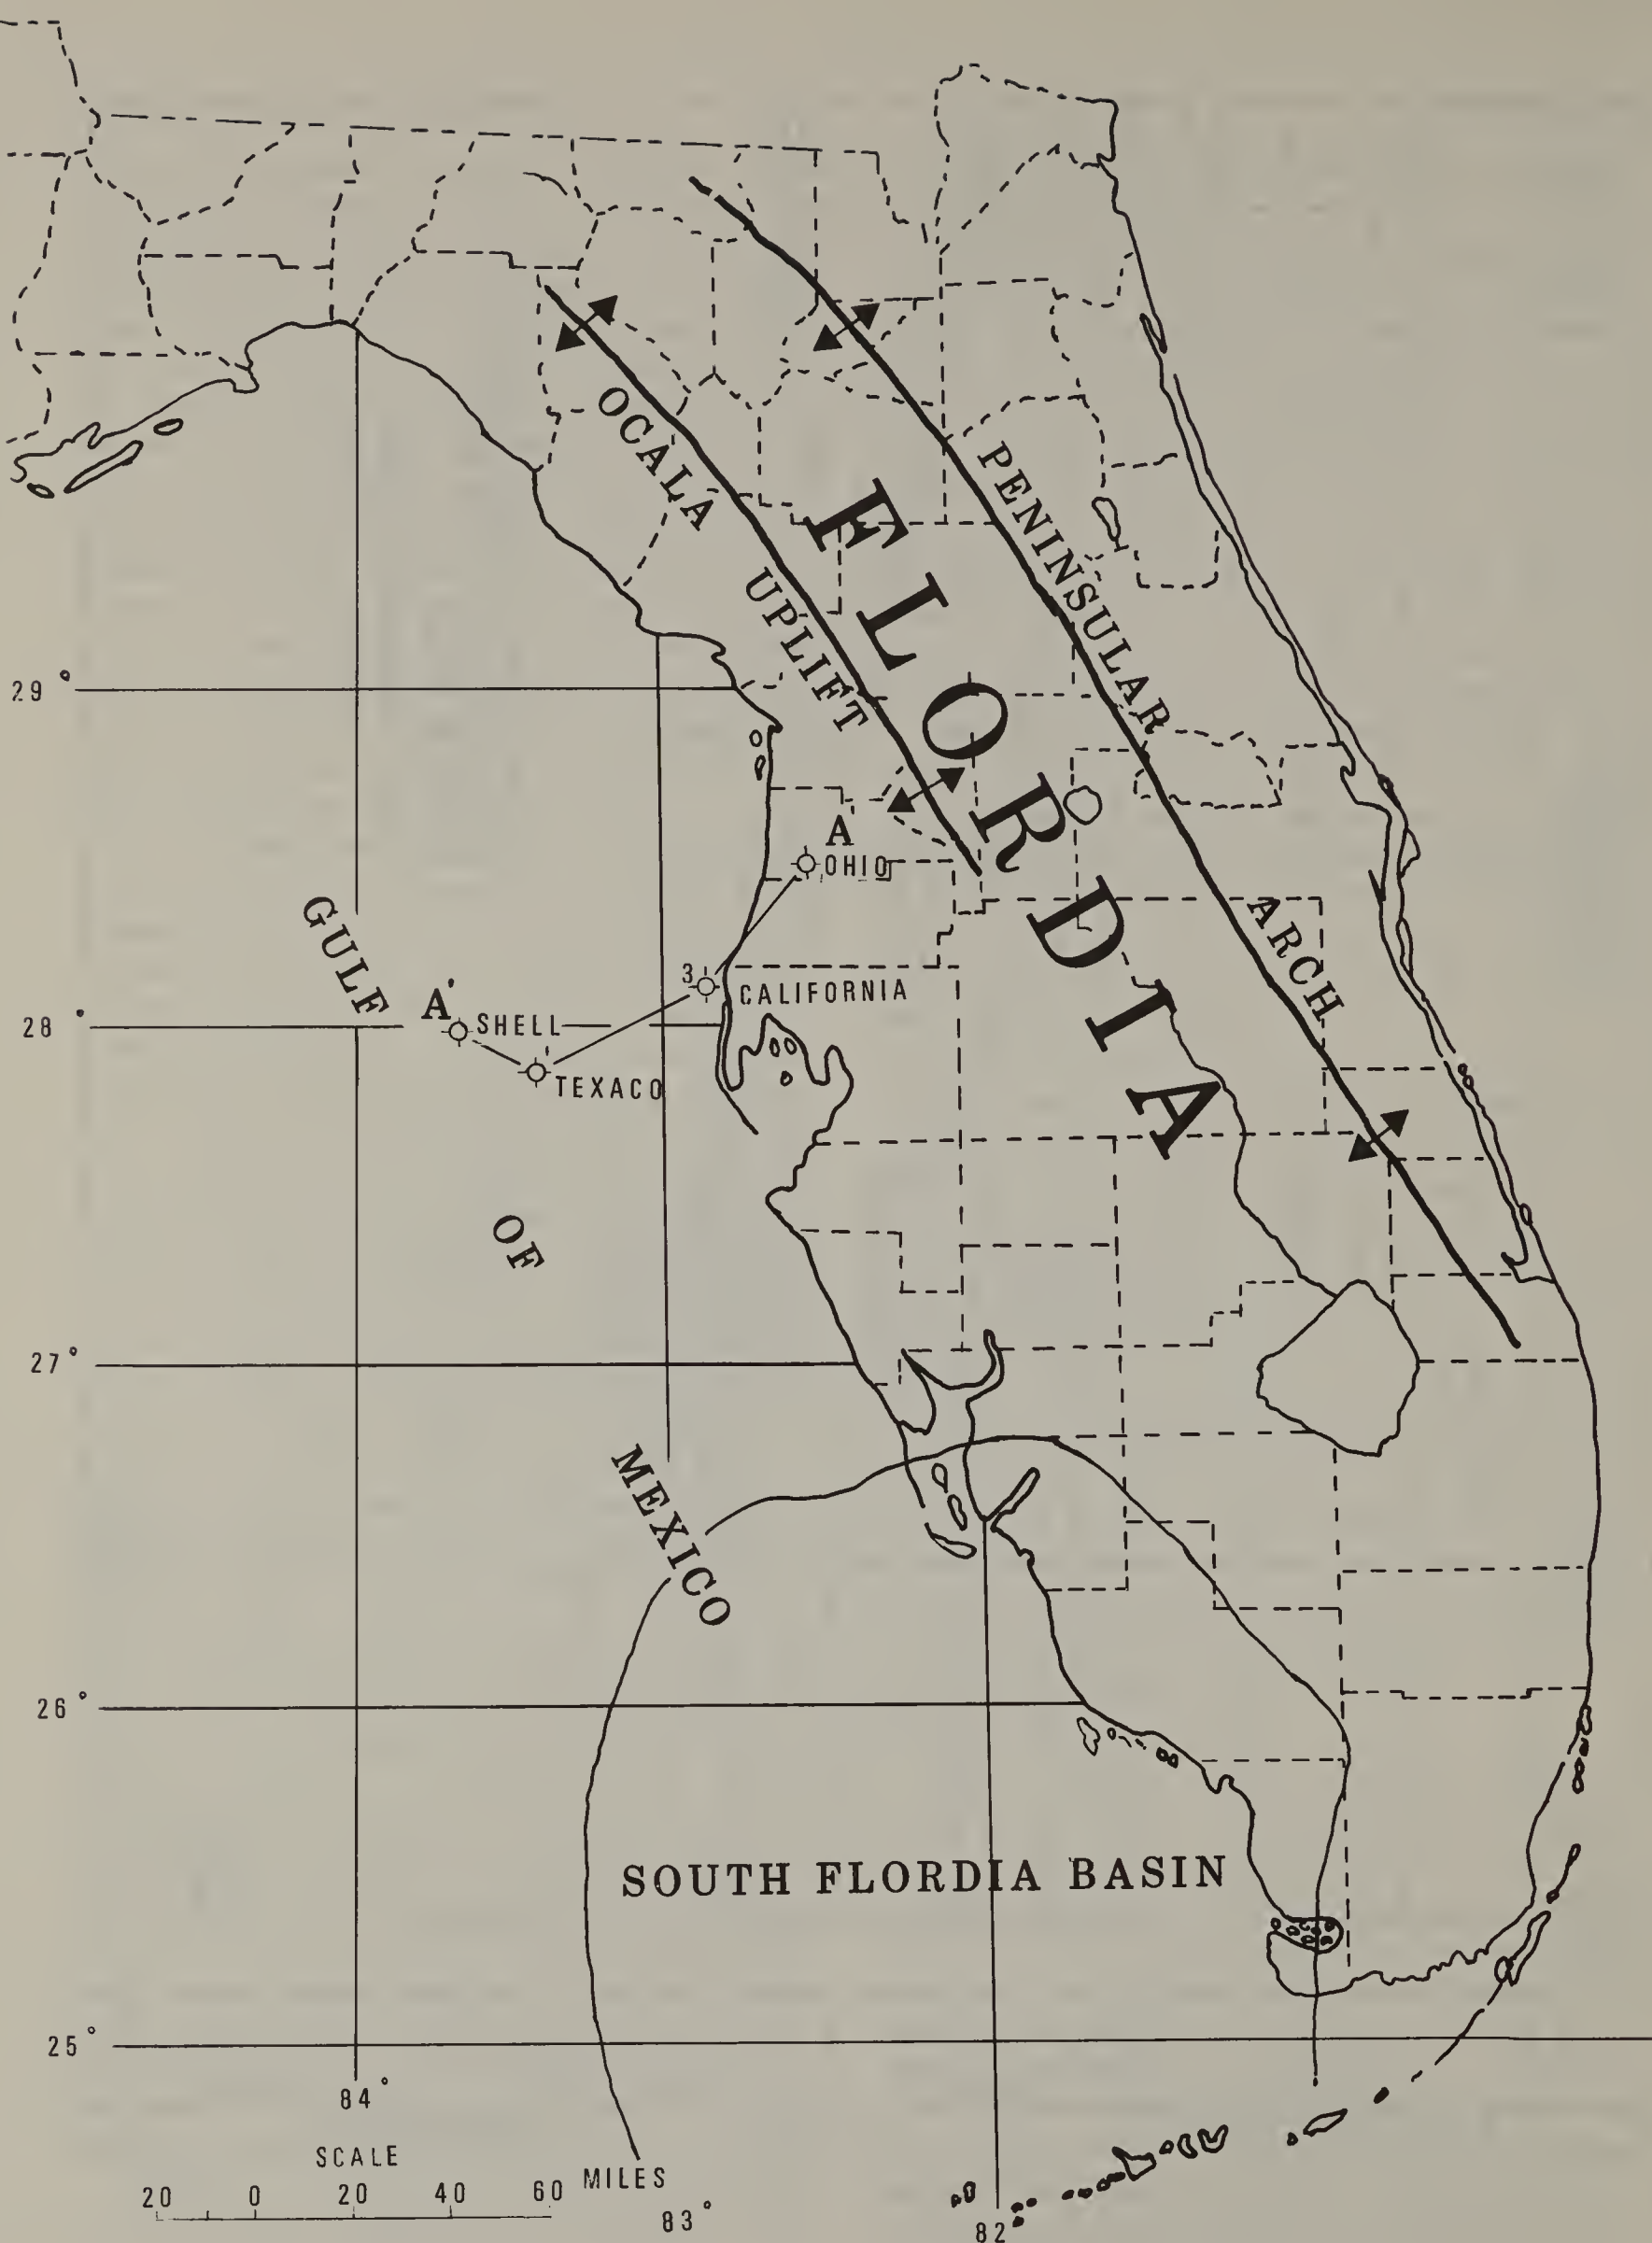 OCALA UPLIFT
PENINSULAR ARCH
FLORDIA
29°
A
OHIO
GULF OF MEXICO
3
CALIFORNIA
A'
28°
SHELL
1
TEXACO
27°
26°
SOUTH FLORDIA BASIN
25°
84°
SCALE
20 0 20 40 60 MILES
83°
82